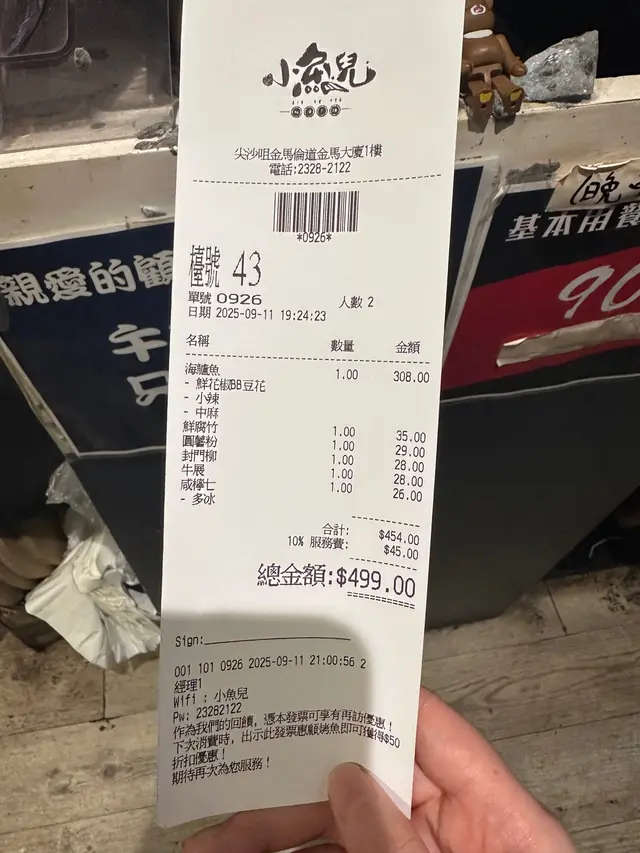 小魚兒
尖沙咀金馬倫道金馬大廈1樓
電話:2328-2122
*0926*
檯號 43
單號 0926 人數 2
日期 2025-09-11 19:24:23
名稱 數量 金額
海鱸魚 1.00 308.00
- 鮮花椒BB豆花
- 小辣
- 中麻
鮮腐竹 1.00 35.00
圓薯粉 1.00 29.00
封門柳 1.00 28.00
牛展 1.00 28.00
咸檸七 1.00 26.00
- 多冰
合計: $454.00
10% 服務費: $45.00
總金額:$499.00
Sign:
001 101 0926 2025-09-11 21:00:56 2
經理1
Wifi : 小魚兒
Pw: 23282122
作為我們的回饋，憑本發票可享有再訪優惠！
下次消費時，出示此發票惠顧烤魚即可獲得$50
折扣優惠！
期待再次為您服務！
親愛的顧
午
只
(晚
基本用餐
90